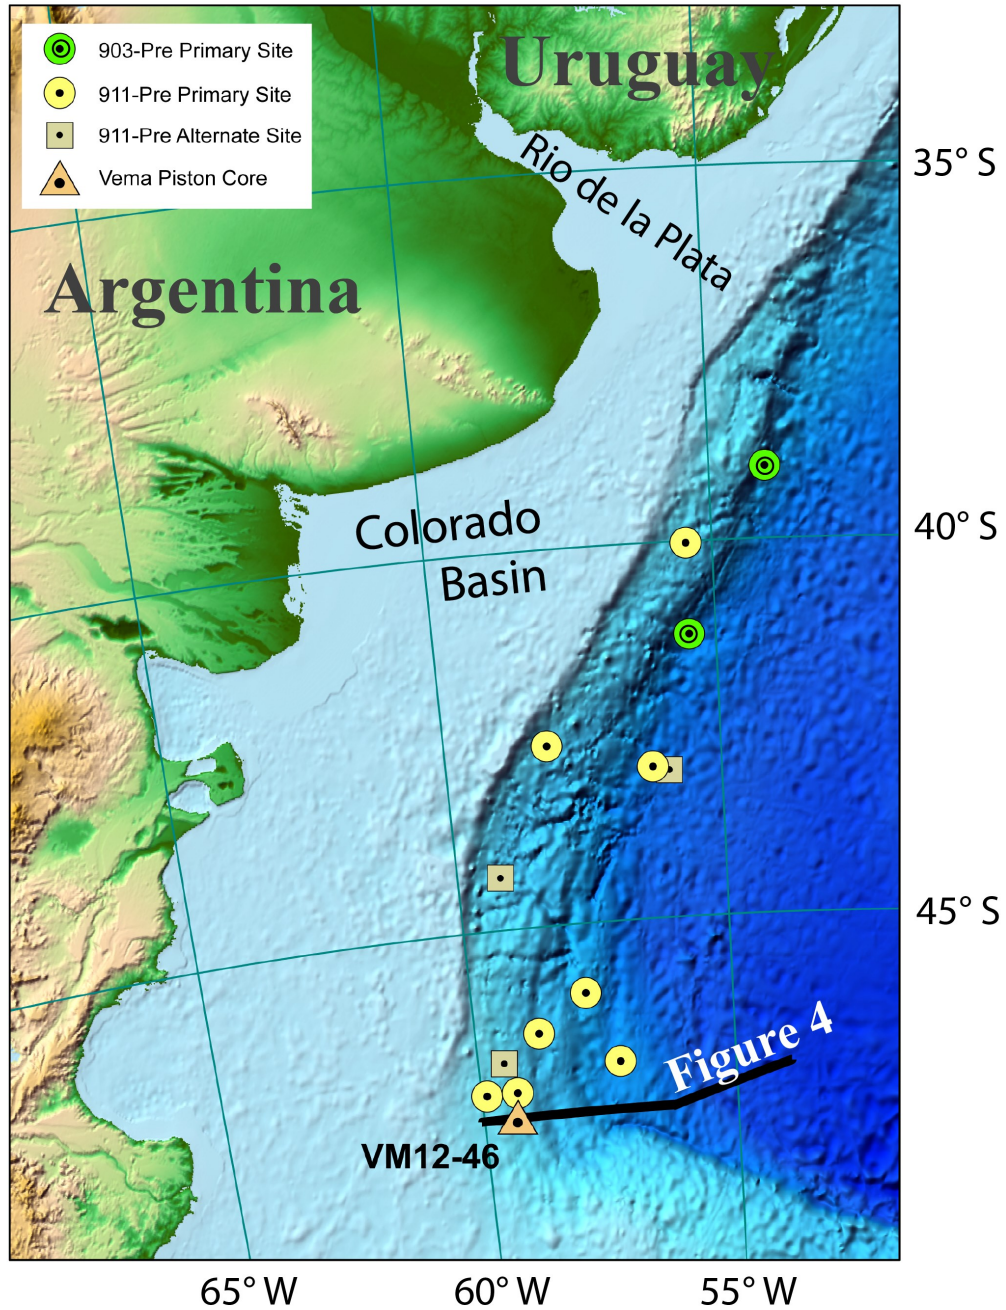 903-Pre Primary Site
911-Pre Primary Site
911-Pre Alternate Site
Vema Piston Core
Uruguay
Rio de la Plata
35° S
Argentina
Colorado
Basin
40° S
45° S
Figure 4
VM12-46
65° W
60° W
55° W